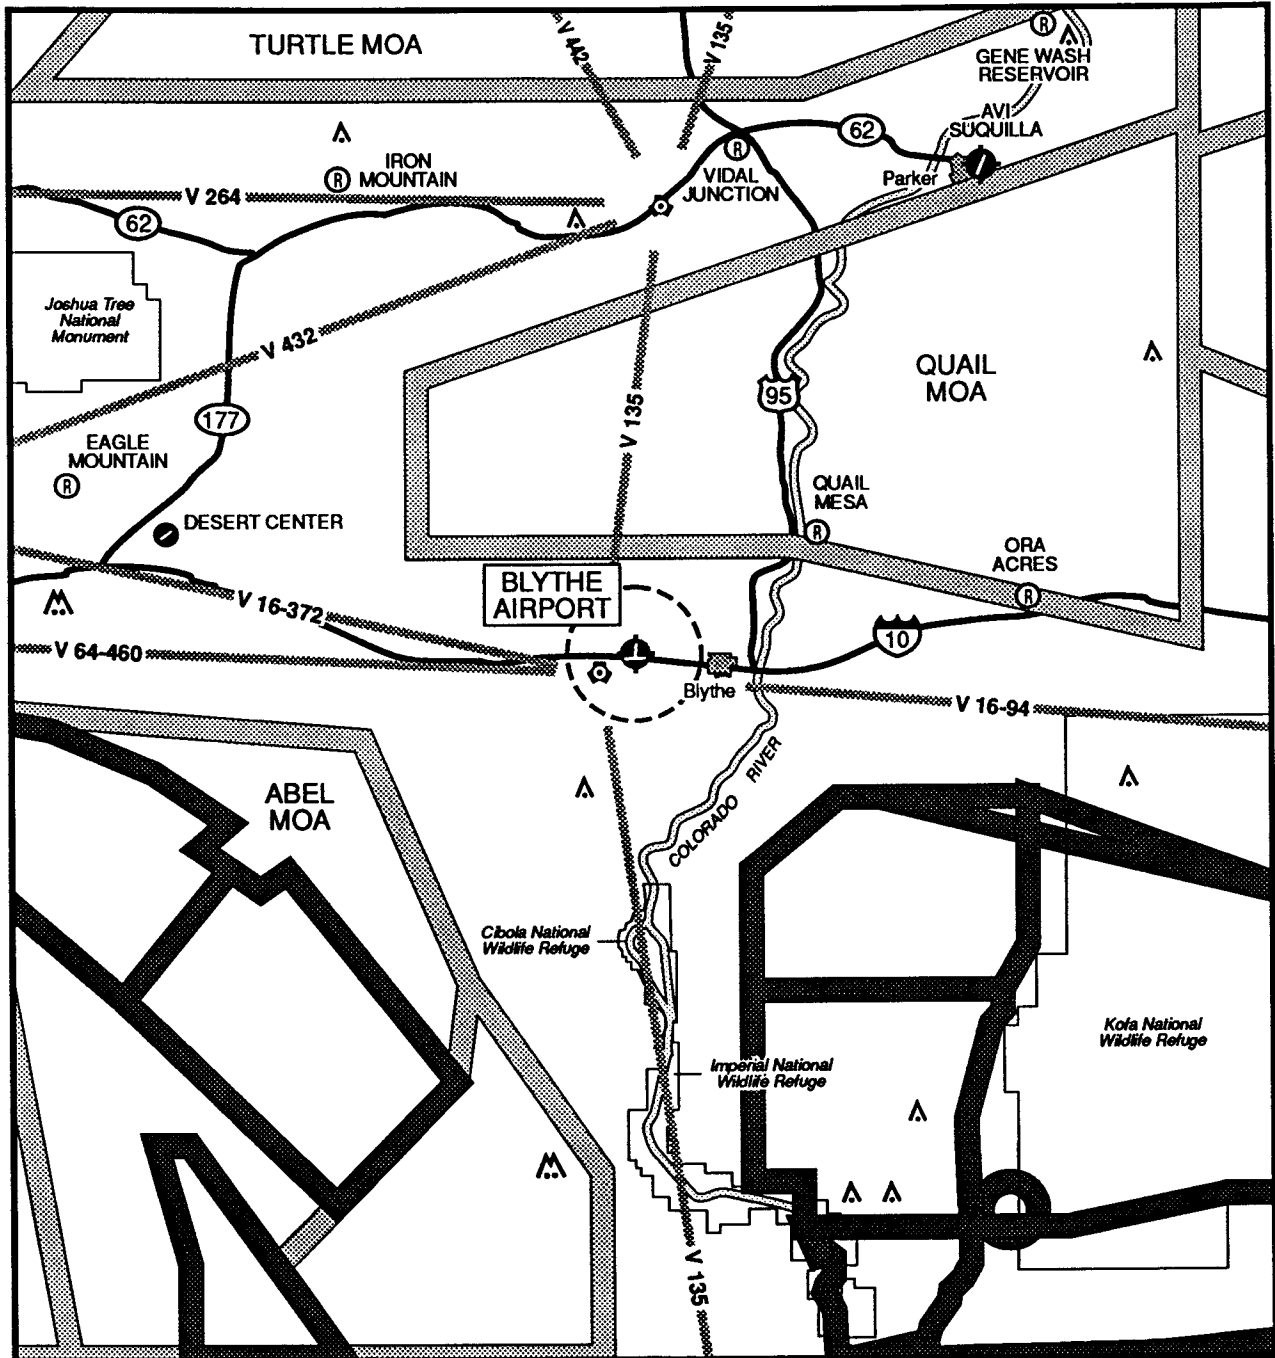 V 442
V 135
TURTLE MOA
R
GENE WASH
RESERVOIR
AVI
SUQUILLA
62
R
IRON
MOUNTAIN
R
VIDAL
JUNCTION
Parker
V 264
62
Joshua Tree
National
Monument
V 432
QUAIL
MOA
95
V 135
177
EAGLE
MOUNTAIN
R
QUAIL
MESA
R
DESERT CENTER
ORA
ACRES
R
BLYTHE
AIRPORT
V 16-372
10
V 64-460
Blythe
V 16-94
COLORADO RIVER
ABEL
MOA
Cibola National
Wildlife Refuge
Kofa National
Wildlife Refuge
Imperial National
Wildlife Refuge
V 135